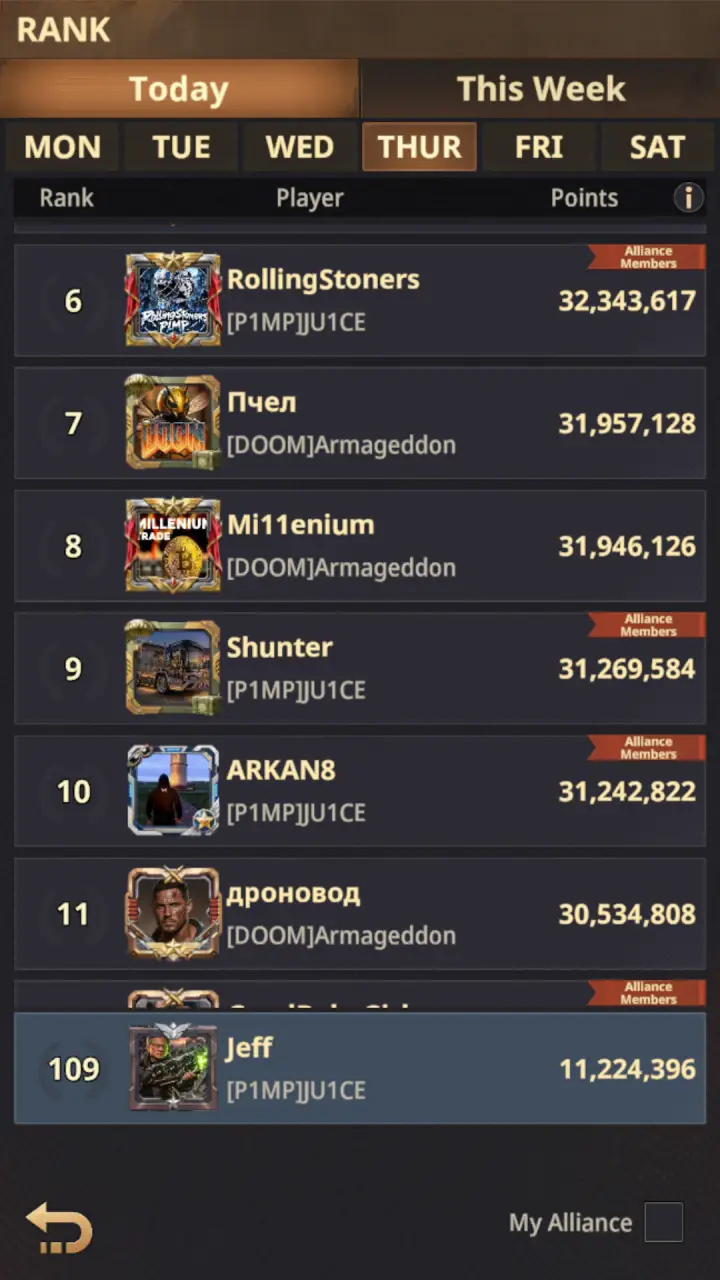 RANK
Today
This Week
MON
TUE
WED
THUR
FRI
SAT
Rank
Player
Points
i
Alliance
Members
6
RollingStoners
[P1MP]JU1CE
32,343,617
7
Пчел
[DOOM]Armageddon
31,957,128
DOOM
8
Mi11enium
[DOOM]Armageddon
31,946,126
Alliance
Members
9
Shunter
[P1MP]JU1CE
31,269,584
Alliance
Members
10
ARKAN8
[P1MP]JU1CE
31,242,822
11
дроновод
[DOOM]Armageddon
30,534,808
Alliance
Members
109
Jeff
[P1MP]JU1CE
11,224,396
My Alliance